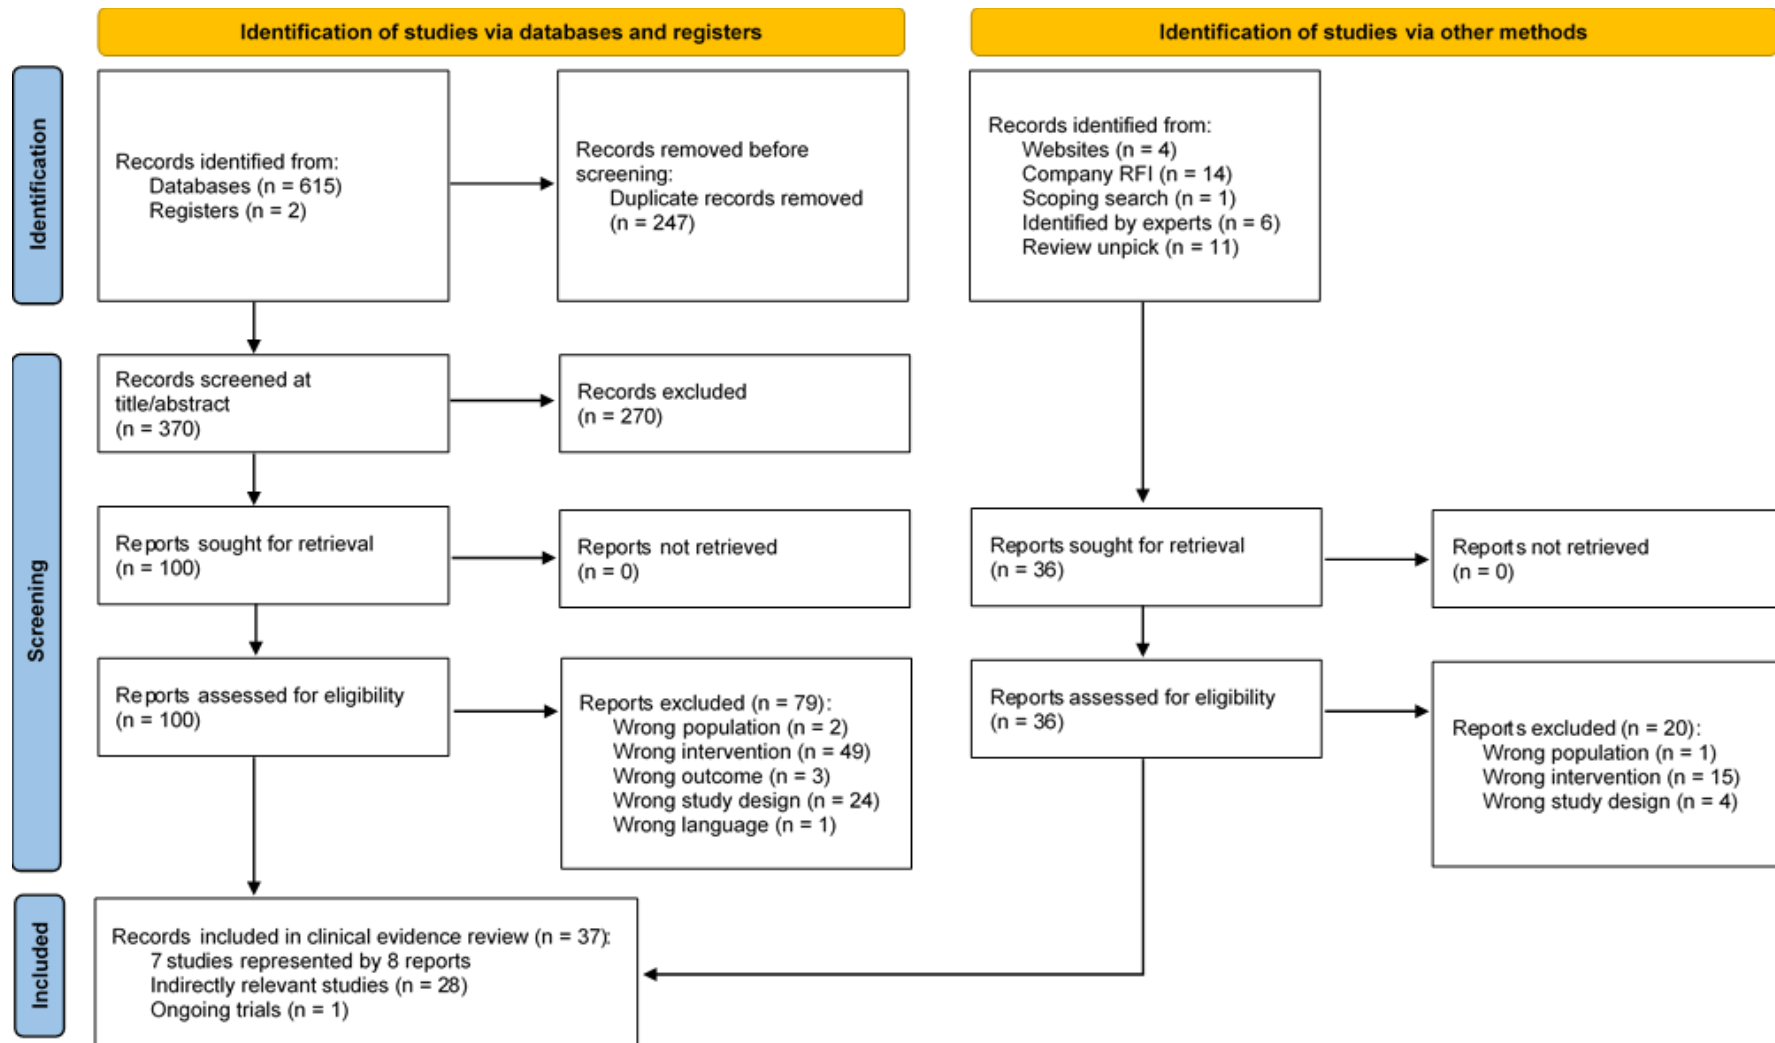 Identification of studies via databases and registers
Identification of studies via other methods
Identification
Records identified from:
Databases (n = 615)
Registers (n = 2)
Records removed before
screening:
Duplicate records removed
(n = 247)
Records identified from:
Websites (n = 4)
Company RFI (n = 14)
Scoping search (n = 1)
Identified by experts (n = 6)
Review unpick (n = 11)
Screening
Records screened at
title/abstract
(n = 370)
Records excluded
(n = 270)
Reports sought for retrieval
(n = 100)
Reports not retrieved
(n = 0)
Reports sought for retrieval
(n = 36)
Reports not retrieved
(n = 0)
Reports assessed for eligibility
(n = 100)
Reports excluded (n = 79):
Wrong population (n = 2)
Wrong intervention (n = 49)
Wrong outcome (n = 3)
Wrong study design (n = 24)
Wrong language (n = 1)
Reports assessed for eligibility
(n = 36)
Reports excluded (n = 20):
Wrong population (n = 1)
Wrong intervention (n = 15)
Wrong study design (n = 4)
Included
Records included in clinical evidence review (n = 37):
7 studies represented by 8 reports
Indirectly relevant studies (n = 28)
Ongoing trials (n = 1)